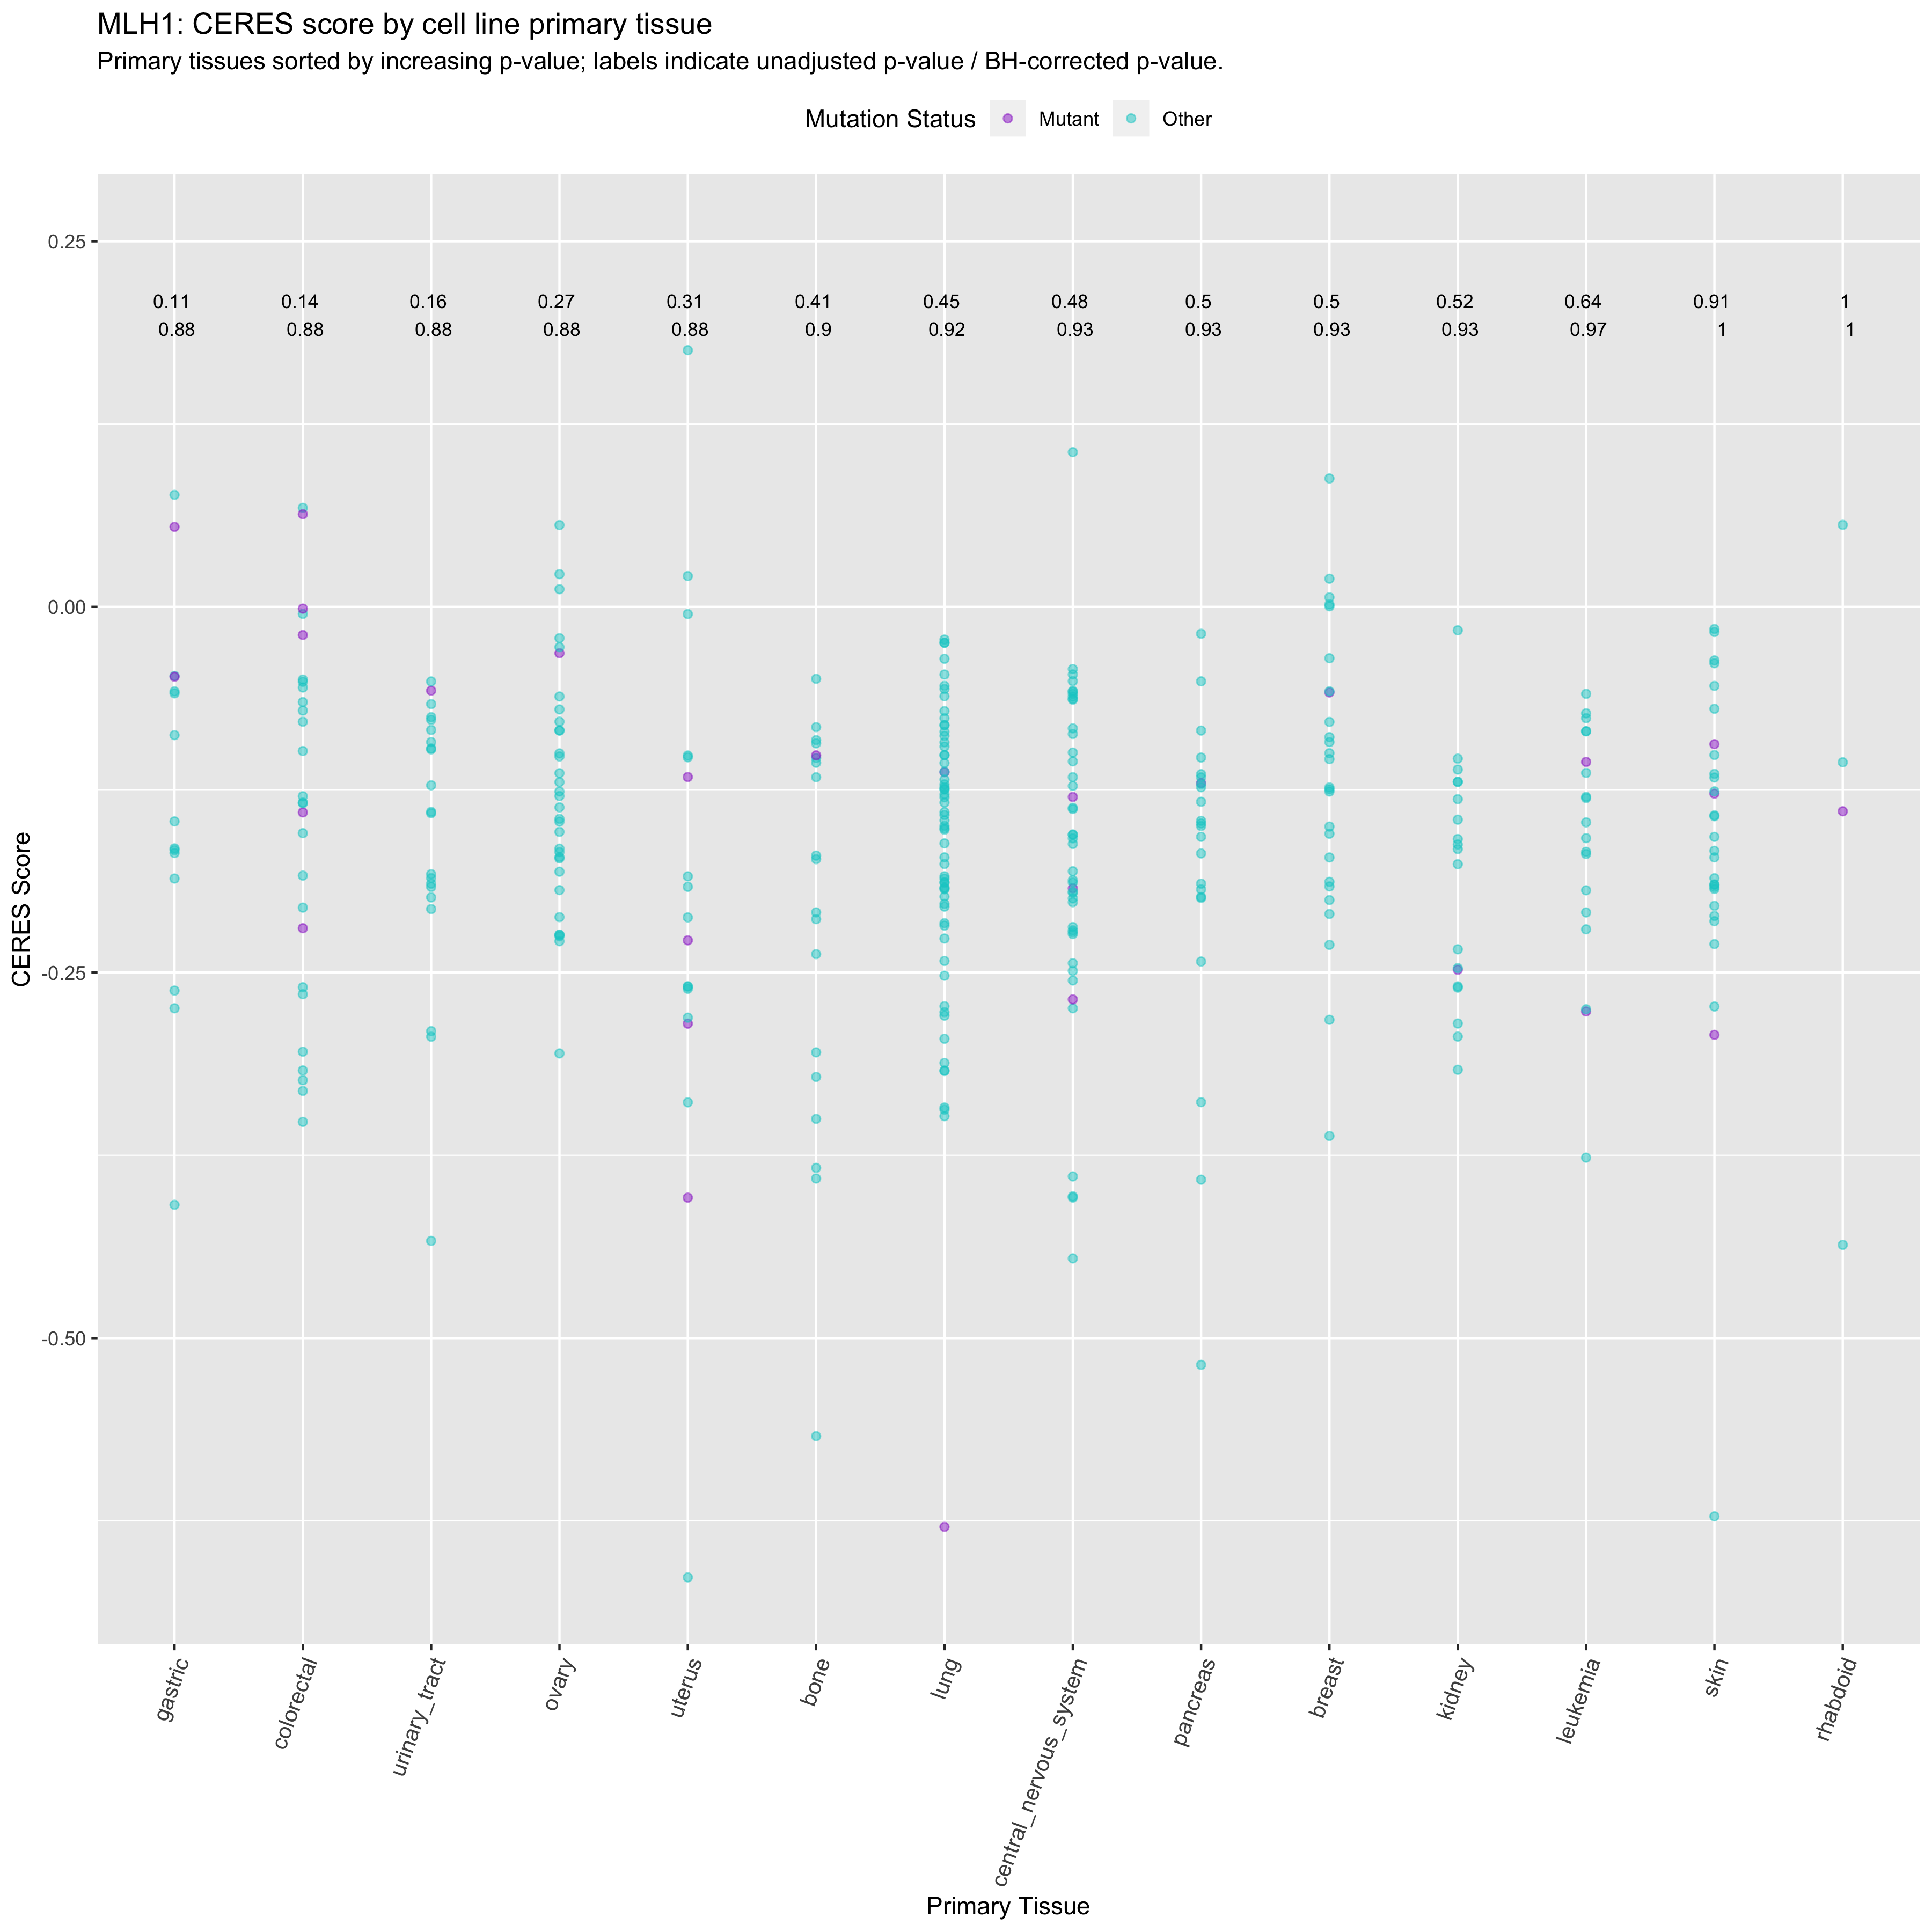 MLH1: CERES score by cell line primary tissue
Primary tissues sorted by increasing p-value; labels indicate unadjusted p-value / BH-corrected p-value.
Mutation Status Mutant Other
0.25
0.11 0.14 0.16 0.27 0.31 0.41 0.45 0.48 0.5 0.5 0.52 0.64 0.91 1
0.88 0.88 0.88 0.88 0.88 0.9 0.92 0.93 0.93 0.93 0.93 0.97 1 1
0.00
-0.25
-0.50
CERES Score
gastric
colorectal
urinary_tract
ovary
uterus
bone
lung
central_nervous_system
pancreas
breast
kidney
leukemia
skin
rhabdoid
Primary Tissue